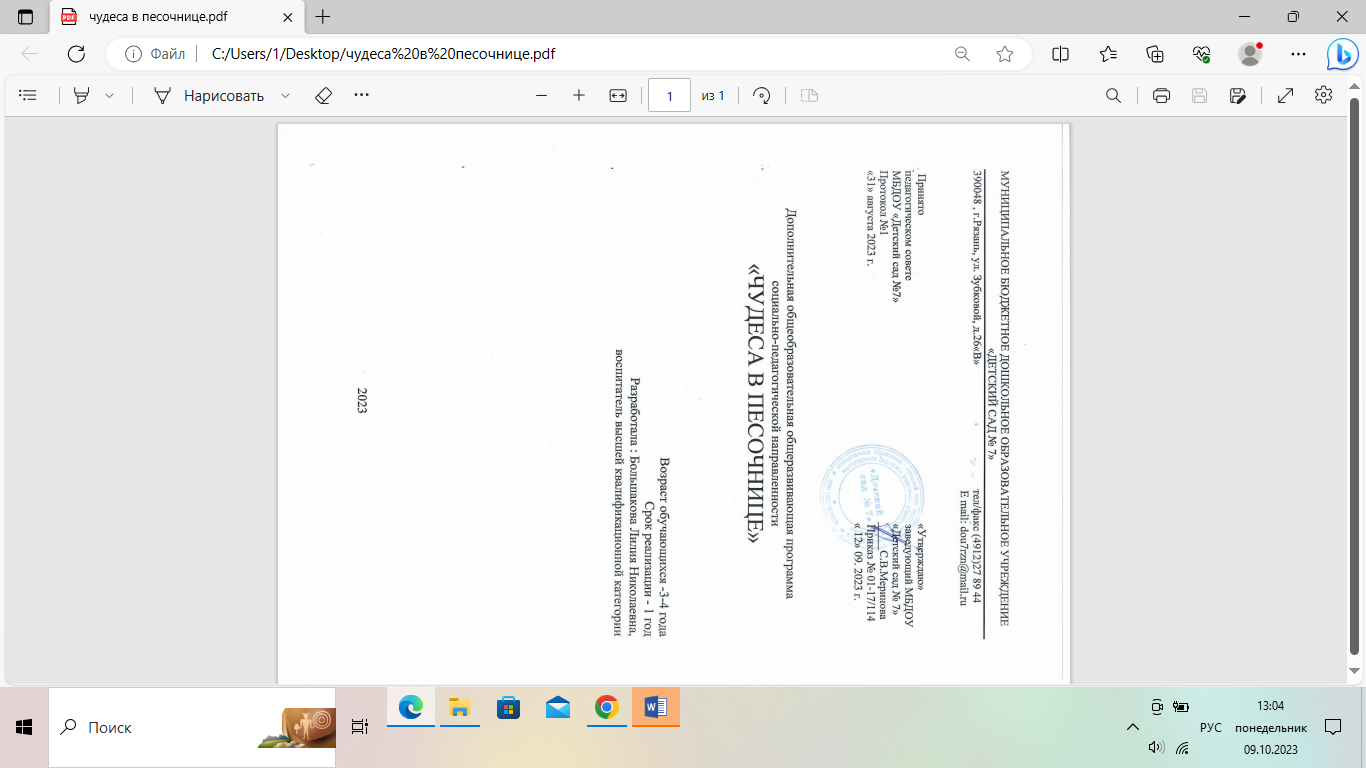 чудеса в песочнице.pdf
Файл
C:/Users/1/Desktop/чудеса%20в%20песочнице.pdf
Нарисовать
1
из 1
МУНИЦИПАЛЬНОЕ БЮДЖЕТНОЕ ДОШКОЛЬНОЕ ОБРАЗОВАТЕЛЬНОЕ УЧРЕЖДЕНИЕ
«ДЕТСКИЙ САД № 7»
390048 , г.Рязань, ул. Зубковой, д.26«В»
тел/факс (4912)27 89 44
E mail: dou7rzn@mail.ru
Принято
педагогическом совете
МБДОУ «Детский сад №7»
Протокол №1
«31» августа 2023 г.
«Утверждаю»
заведующий МБДОУ
«Детский сад № 7»
С.В.Меринова
Приказ № 01-17/114
« 12» 09. 2023 г.
«Детский
сад № 7»
Дополнительная общеобразовательная общеразвивающая программа
социально-педагогической направленности
«ЧУДЕСА В ПЕСОЧНИЦЕ»
Возраст обучающихся -3-4 года
Срок реализации - 1 год
Разработала : Большакова Лилия Николаевна,
воспитатель высшей квалификационной категории
2023
Поиск
РУС
13:04
понедельник
09.10.2023